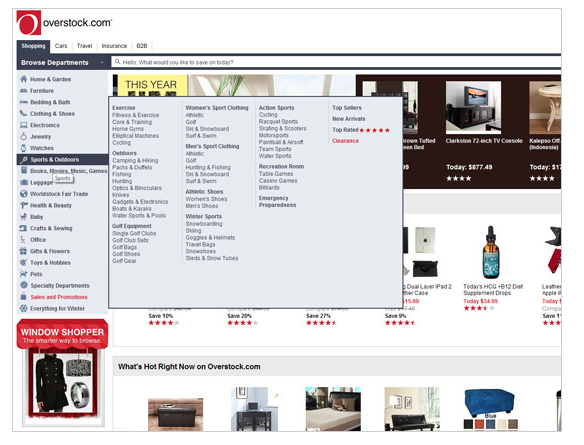 overstock.com
Shopping Cars Travel Insurance B2B
Browse Departments
Hello, What would you like to save on today?
Home & Garden
Furniture
Bedding & Bath
Clothing & Shoes
Electronics
Jewelry
Watches
Sports & Outdoors
Books, Movies, Music, Games
Sports
Luggage
Worldstock Fair Trade
Health & Beauty
Baby
Crafts & Sewing
Office
Gifts & Flowers
Toys & Hobbies
Pets
Specialty Departments
Sales and Promotions
Everything for Winter
WINDOW SHOPPER
The smarter way to browse.
THIS YEAR
Exercise
Fitness & Exercise
Core & Training
Home Gyms
Elliptical Machines
Cycling
Outdoors
Camping & Hiking
Packs & Duffels
Fishing
Hunting
Optics & Binoculars
Knives
Gadgets & Electronics
Boats & Kayaks
Water Sports & Pools
Golf Equipment
Single Golf Clubs
Golf Club Sets
Golf Bags
Golf Shoes
Golf Gear
Women's Sport Clothing
Athletic
Golf
Ski & Snowboard
Surf & Swim
Men's Sport Clothing
Athletic
Golf
Hunting & Fishing
Ski & Snowboard
Surf & Swim
Athletic Shoes
Women's Shoes
Men's Shoes
Winter Sports
Snowboarding
Skiing
Goggles & Helmets
Travel Bags
Snowshoes
Sleds & Snow Tubes
Action Sports
Cycling
Racquet Sports
Skating & Scooters
Motorsports
Paintball & Airsoft
Team Sports
Water Sports
Recreation Room
Table Games
Casino Games
Billiards
Emergency
Preparedness
Top Sellers
New Arrivals
Top Rated
Clearance
Brown Tufted
een Bed
Clarkston 72-inch TV Console
Today: $877.49
Kalepso Off
(Indonesia)
Today: $
ng Dual Layer iPad 2
ther Case
$15.99
Today's HCG +B12 Diet
Supplement Drops
Today $34.99
Leather
Apple i
Today $
Compa
Save 10%
Save 20%
Save 27%
Save 9%
Save 1
What's Hot Right Now on Overstock.com
Blue